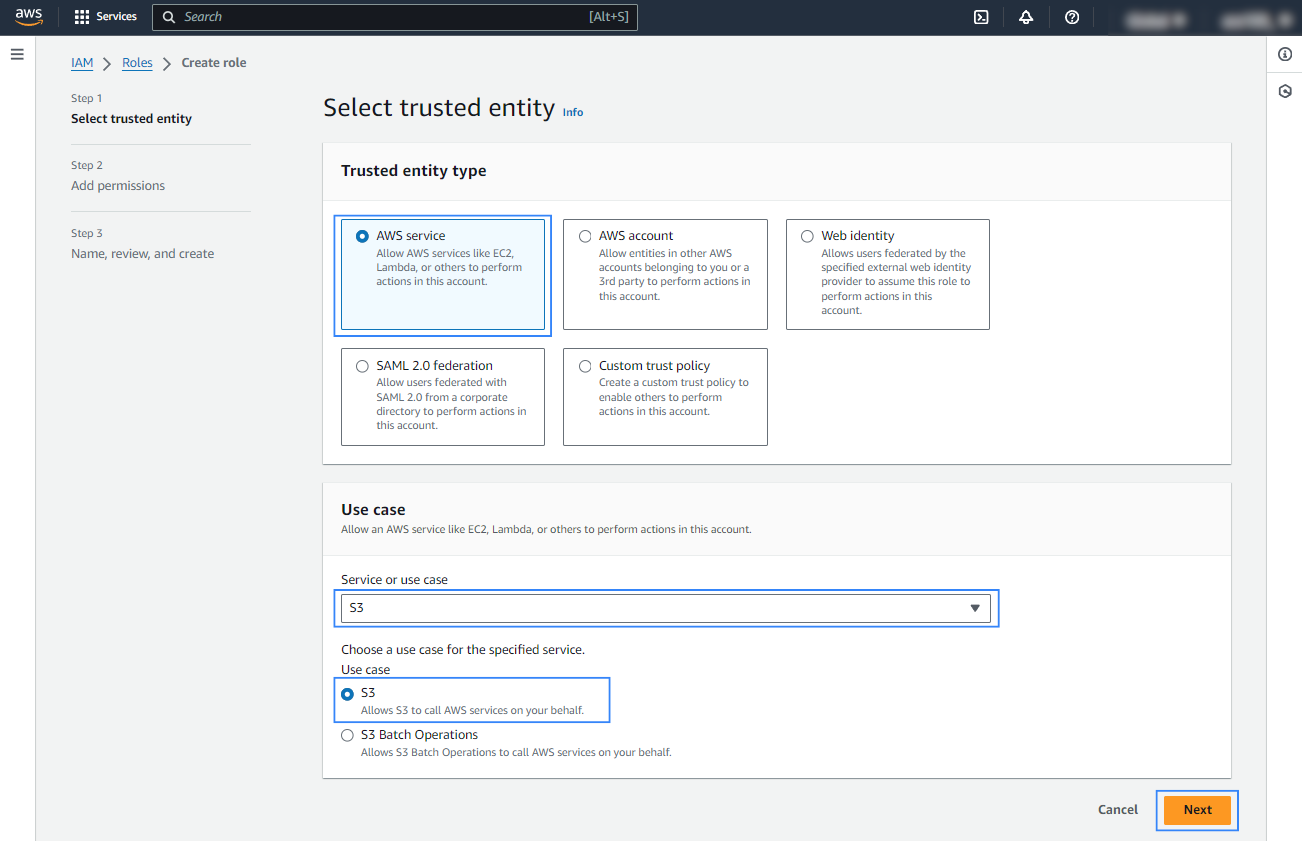 aws
Services
Search
[Alt+S]
IAM
Roles
Create role
Step 1
Select trusted entity
Step 2
Add permissions
Step 3
Name, review, and create
Select trusted entity
Info
Trusted entity type
AWS service
Allow AWS services like EC2,
Lambda, or others to perform
actions in this account.
AWS account
Allow entities in other AWS
accounts belonging to you or a
3rd party to perform actions in
this account.
Web identity
Allows users federated by the
specified external web identity
provider to assume this role to
perform actions in this
account.
SAML 2.0 federation
Allow users federated with
SAML 2.0 from a corporate
directory to perform actions in
this account.
Custom trust policy
Create a custom trust policy to
enable others to perform
actions in this account.
Use case
Allow an AWS service like EC2, Lambda, or others to perform actions in this account.
Service or use case
S3
Choose a use case for the specified service.
Use case
S3
Allows S3 to call AWS services on your behalf.
S3 Batch Operations
Allows S3 Batch Operations to call AWS services on your behalf.
Cancel
Next